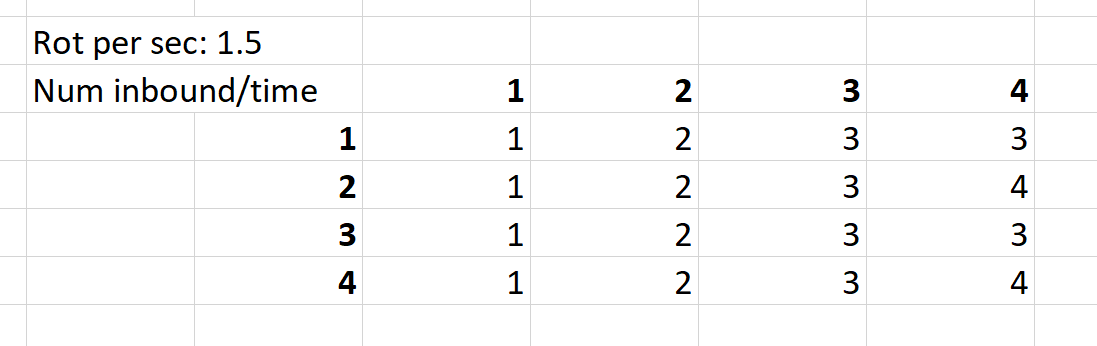 Rot per sec: 1.5
Num inbound/time 1 2 3 4
1 1 2 3 3
2 1 2 3 4
3 1 2 3 3
4 1 2 3 4